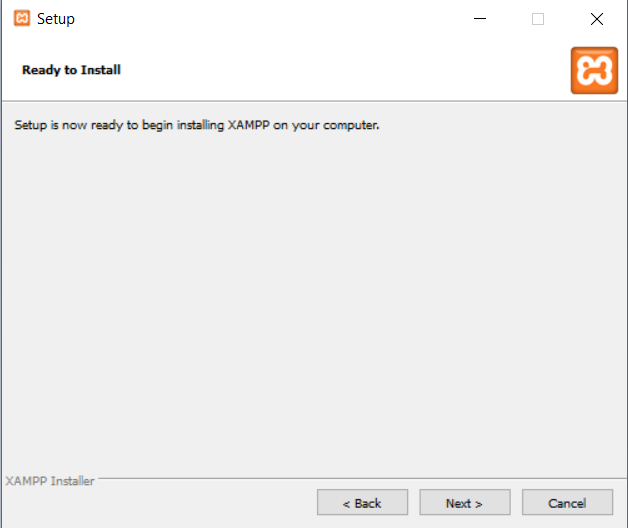 Setup
Ready to Install
Setup is now ready to begin installing XAMPP on your computer.
XAMPP Installer
< Back
Next >
Cancel